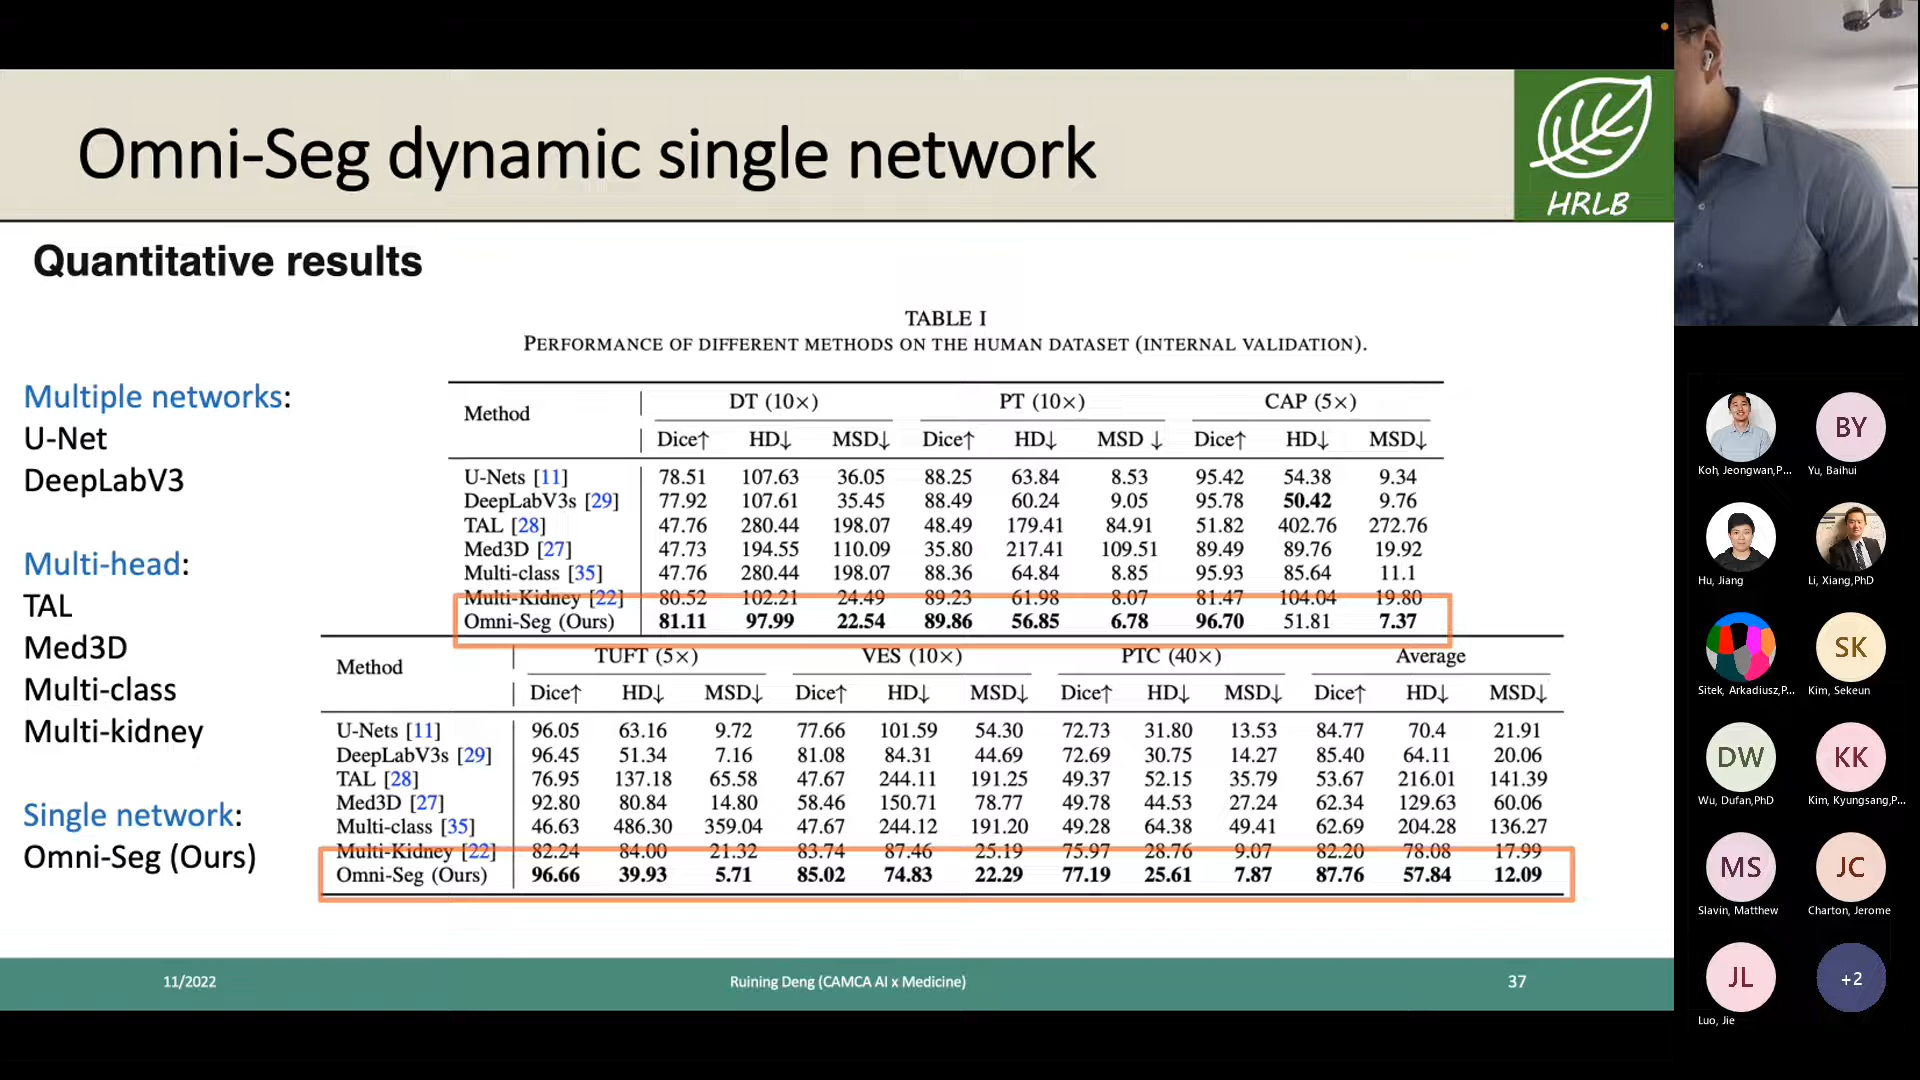 Omni-Seg dynamic single network
HRLB
Quantitative results
Multiple networks:
U-Net
DeepLabV3
Multi-head:
TAL
Med3D
Multi-class
Multi-kidney
Single network:
Omni-Seg (Ours)
TABLE I
PERFORMANCE OF DIFFERENT METHODS ON THE HUMAN DATASET (INTERNAL VALIDATION).
Method DT (10×) PT (10×) CAP (5×)
Dice↑ HD↓ MSD↓ Dice↑ HD↓ MSD ↓ Dice↑ HD↓ MSD↓
U-Nets [11] 78.51 107.63 36.05 88.25 63.84 8.53 95.42 54.38 9.34
DeepLabV3s [29] 77.92 107.61 35.45 88.49 60.24 9.05 95.78 50.42 9.76
TAL [28] 47.76 280.44 198.07 48.49 179.41 84.91 51.82 402.76 272.76
Med3D [27] 47.73 194.55 110.09 35.80 217.41 109.51 89.49 89.76 19.92
Multi-class [35] 47.76 280.44 198.07 88.36 64.84 8.85 95.93 85.64 11.1
Multi-Kidney [22] 80.52 102.21 24.49 89.23 61.98 8.07 81.47 104.04 19.80
Omni-Seg (Ours) 81.11 97.99 22.54 89.86 56.85 6.78 96.70 51.81 7.37
Method TUFT (5×) VES (10×) PTC (40×) Average
Dice↑ HD↓ MSD↓ Dice↑ HD↓ MSD↓ Dice↑ HD↓ MSD↓ Dice↑ HD↓ MSD↓
U-Nets [11] 96.05 63.16 9.72 77.66 101.59 54.30 72.73 31.80 13.53 84.77 70.4 21.91
DeepLabV3s [29] 96.45 51.34 7.16 81.08 84.31 44.69 72.69 30.75 14.27 85.40 64.11 20.06
TAL [28] 76.95 137.18 65.58 47.67 244.11 191.25 49.37 52.15 35.79 53.67 216.01 141.39
Med3D [27] 92.80 80.84 14.80 58.46 150.71 78.77 49.78 44.53 27.24 62.34 129.63 60.06
Multi-class [35] 46.63 486.30 359.04 47.67 244.12 191.20 49.28 64.38 49.41 62.69 204.28 136.27
Multi-Kidney [22] 82.24 84.00 21.32 83.74 87.46 25.19 75.97 28.76 9.07 82.20 78.08 17.99
Omni-Seg (Ours) 96.66 39.93 5.71 85.02 74.83 22.29 77.19 25.61 7.87 87.76 57.84 12.09
11/2022 Ruining Deng (CAMCA AI x Medicine) 37
BY
Koh, Jeongwan,P... Yu, Baihui
Hu, Jiang Li, Xiang,PhD
SK
Sitek, Arkadiusz,P... Kim, Sekeun
DW KK
Wu, Dufan,PhD Kim, Kyungsang,P...
MS JC
Slavin, Matthew Charton, Jerome
JL +2
Luo, Jie